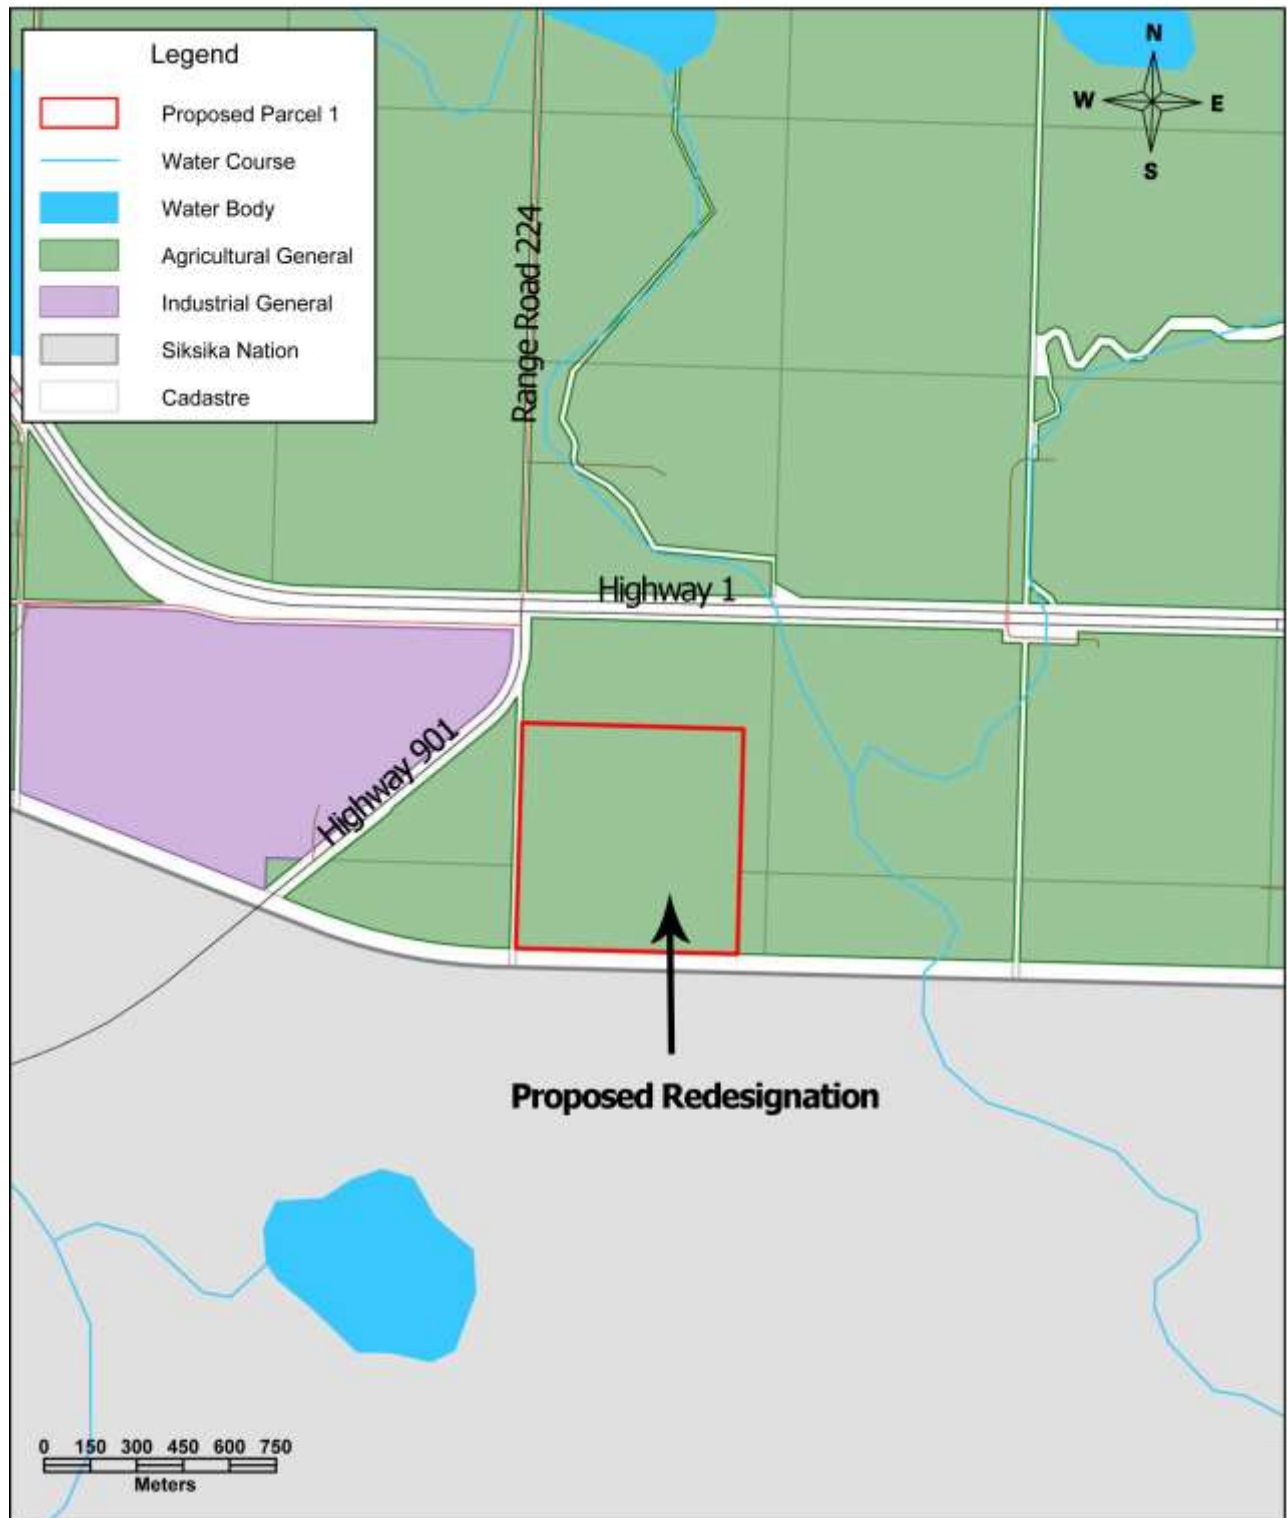 Legend
Proposed Parcel 1
Water Course
Water Body
Agricultural General
Industrial General
Siksika Nation
Cadastre
N
W E
S
Range Road 224
Highway 1
Highway 901
Proposed Redesignation
0 150 300 450 600 750
Meters